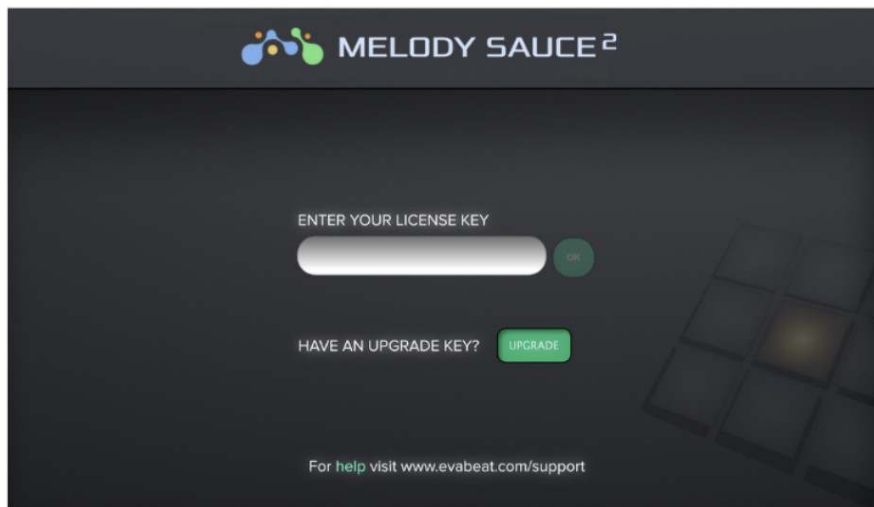 MELODY SAUCE²
ENTER YOUR LICENSE KEY
OK
HAVE AN UPGRADE KEY? UPGRADE
For help visit www.evabeat.com/support